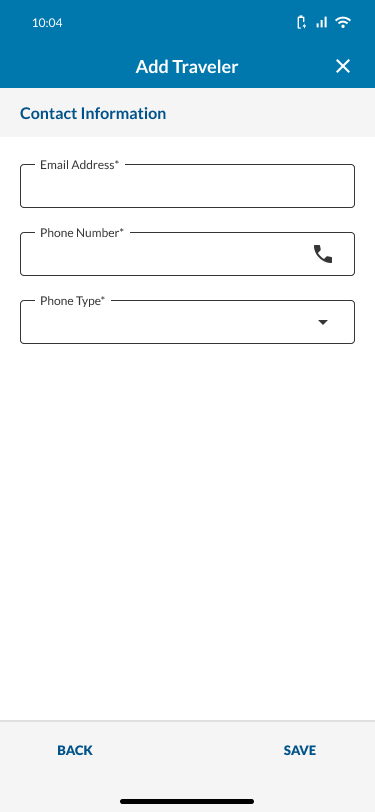 10:04
Add Traveler
Contact Information
Email Address*
Phone Number*
Phone Type*
BACK SAVE